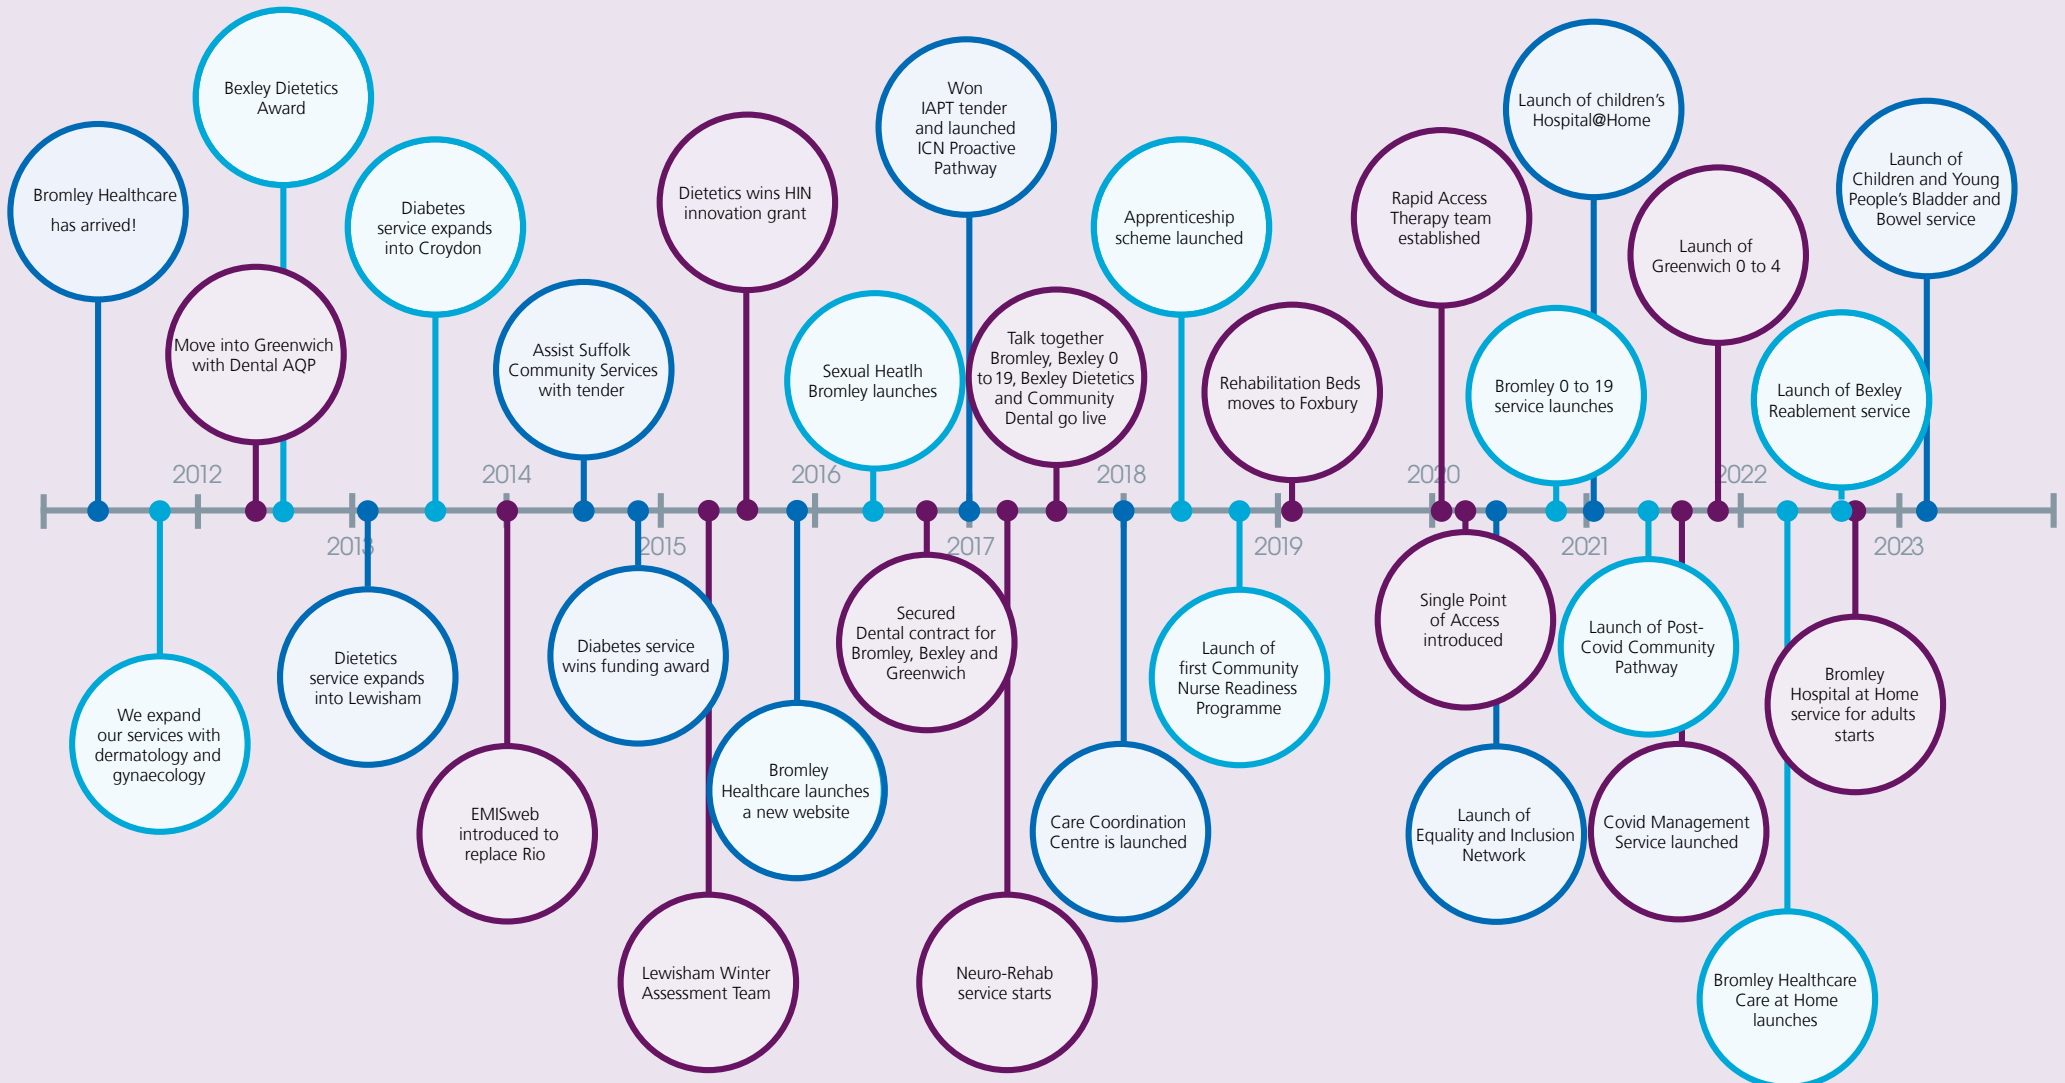 Bromley Healthcare
has arrived!
Bexley Dietetics
Award
Move into Greenwich
with Dental AQP
Diabetes
service expands
into Croydon
Assist Suffolk
Community Services
with tender
Dietetics wins HIN
innovation grant
Sexual Heatlh
Bromley launches
Won
IAPT tender
and launched
ICN Proactive
Pathway
Talk together
Bromley, Bexley 0
to 19, Bexley Dietetics
and Community
Dental go live
Apprenticeship
scheme launched
Rehabilitation Beds
moves to Foxbury
Rapid Access
Therapy team
established
Launch of children's
Hospital@Home
Bromley 0 to 19
service launches
Launch of
Greenwich 0 to 4
Launch of Bexley
Reablement service
Launch of
Children and Young
People's Bladder and
Bowel service
2012
2014
2016
2018
2020
2022
2013
2015
2017
2019
2021
2023
We expand
our services with
dermatology and
gynaecology
Dietetics
service expands
into Lewisham
EMISweb
introduced to
replace Rio
Diabetes service
wins funding award
Lewisham Winter
Assessment Team
Bromley
Healthcare launches
a new website
Secured
Dental contract for
Bromley, Bexley and
Greenwich
Neuro-Rehab
service starts
Care Coordination
Centre is launched
Launch of
first Community
Nurse Readiness
Programme
Single Point
of Access
introduced
Launch of
Equality and Inclusion
Network
Launch of Post-
Covid Community
Pathway
Covid Management
Service launched
Bromley Healthcare
Care at Home
launches
Bromley
Hospital at Home
service for adults
starts